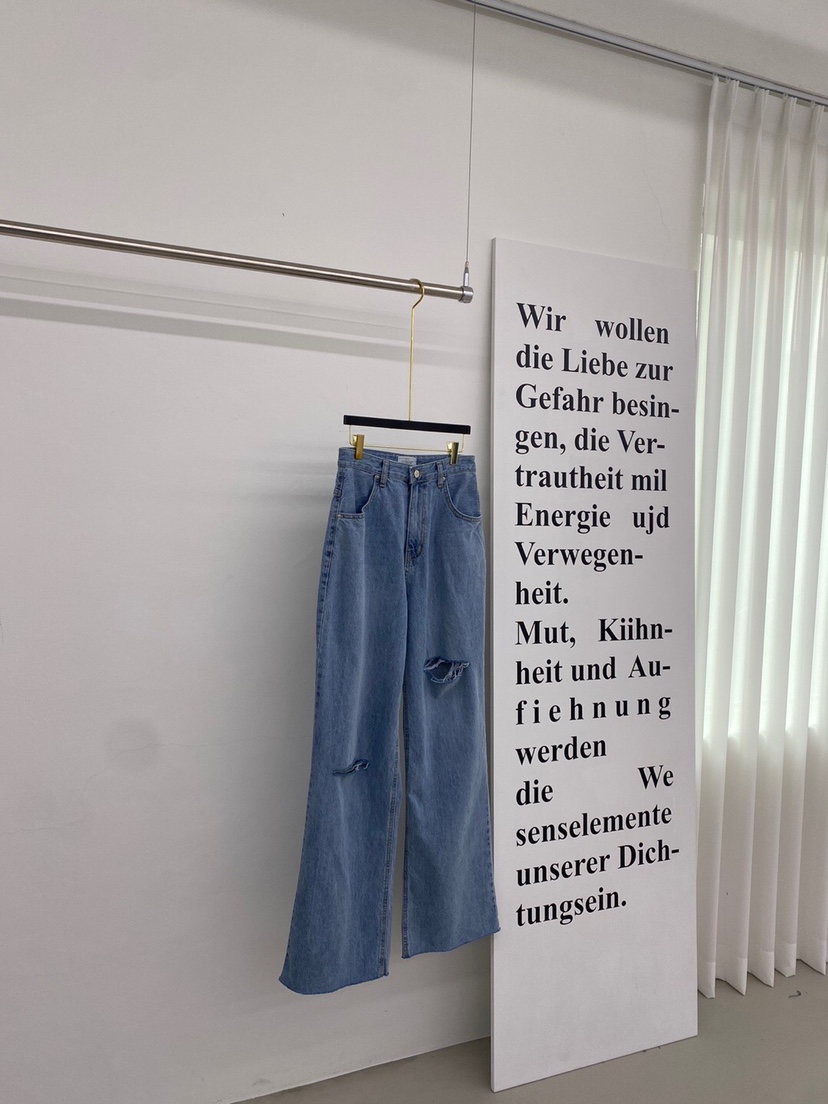 Wir wollen
die Liebe zur
Gefahr besin-
gen, die Ver-
trautheit mil
Energie ujd
Verwegen-
heit.
Mut, Kiihn-
heit und Au-
fiehnung
werden
die We
senselemente
unserer Dich-
tungsein.